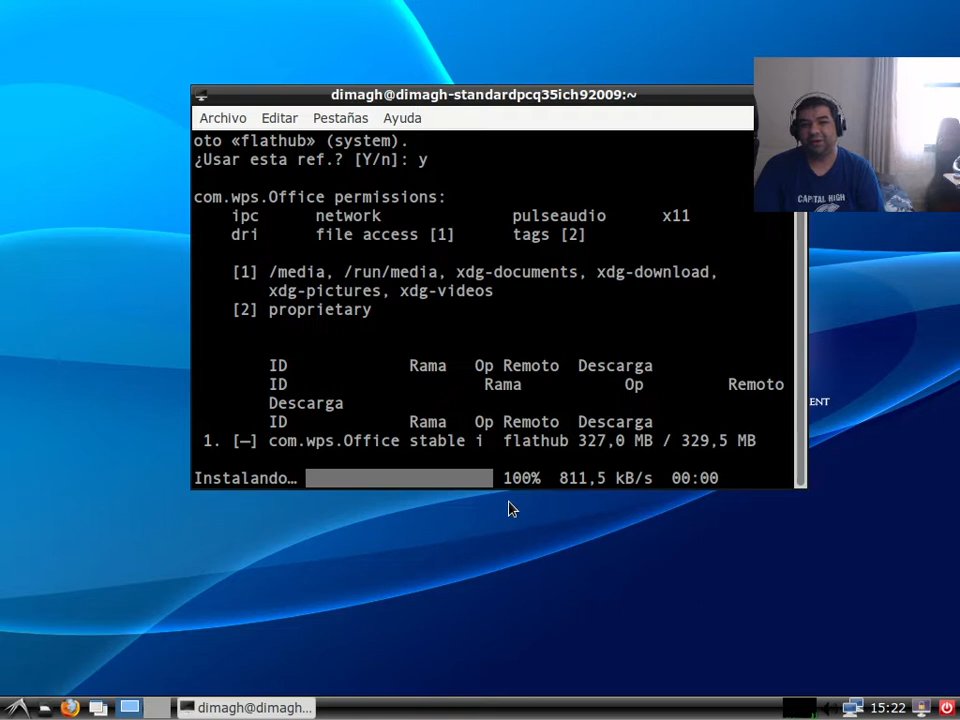 dimagh@dimagh-standardpcq35ich92009:~
Archivo Editar Pestañas Ayuda
oto «flathub» (system).
¿Usar esta ref.? [Y/n]: y
com.wps.Office permissions:
ipc network pulseaudio x11
dri file access [1] tags [2]
[1] /media, /run/media, xdg-documents, xdg-download,
xdg-pictures, xdg-videos
[2] proprietary
ID Rama Op Remoto Descarga
ID Rama Op Remoto
Descarga
ID Rama Op Remoto Descarga
1. [—] com.wps.Office stable i flathub 327,0 MB / 329,5 MB
Instalando… 100% 811,5 kB/s 00:00
CAPITAL HIGH
ENT
dimagh@dimagh...
15:22